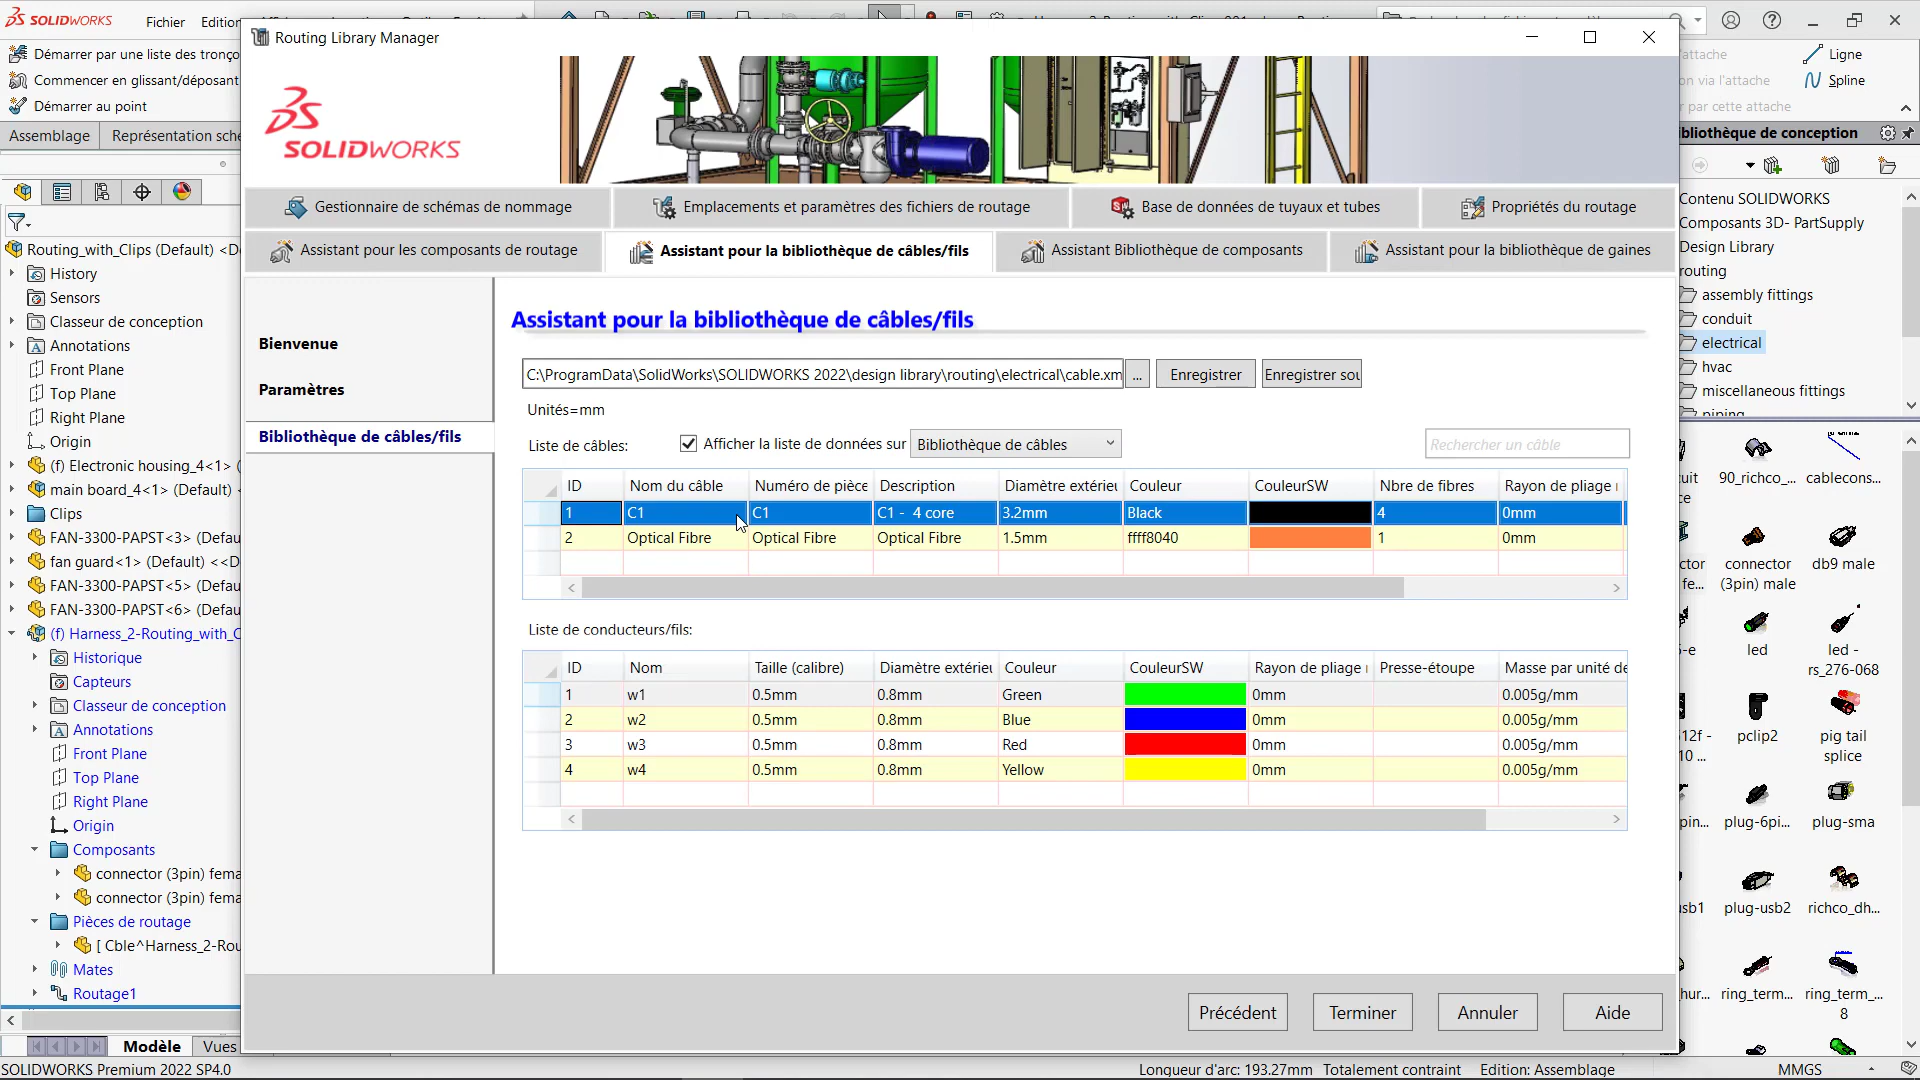 SOLIDWORKS
Fichier
Edition
Routing Library Manager
Démarrer par une liste des tronço
Commencer en glissant/déposant
Démarrer au point
Assemblage
Représentation sche
'attache
on via l'attache
r par cette attache
Ligne
Spline
ibliothèque de conception
SOLIDWORKS
Gestionnaire de schémas de nommage
Emplacements et paramètres des fichiers de routage
Base de données de tuyaux et tubes
Propriétés du routage
Assistant pour les composants de routage
Assistant pour la bibliothèque de câbles/fils
Assistant Bibliothèque de composants
Assistant pour la bibliothèque de gaines
Routing_with_Clips (Default) <D
History
Sensors
Classeur de conception
Annotations
Front Plane
Top Plane
Right Plane
Origin
(f) Electronic housing_4<1> (
main board_4<1> (Default) <
Clips
FAN-3300-PAPST<3> (Defau
fan guard<1> (Default) <<D
FAN-3300-PAPST<5> (Defau
FAN-3300-PAPST<6> (Defau
(f) Harness_2-Routing_with_C
Historique
Capteurs
Classeur de conception
Annotations
Front Plane
Top Plane
Right Plane
Origin
Composants
connector (3pin) fema
connector (3pin) fema
Pièces de routage
[ Cble^Harness_2-Rou
Mates
Routage1
Modèle
Vues
SOLIDWORKS Premium 2022 SP4.0
Bienvenue
Paramètres
Bibliothèque de câbles/fils
Assistant pour la bibliothèque de câbles/fils
C:\ProgramData\SolidWorks\SOLIDWORKS 2022\design library\routing\electrical\cable.xm
...
Enregistrer
Enregistrer sou
Unités=mm
Liste de câbles:
Afficher la liste de données sur
Bibliothèque de câbles
Rechercher un câble
ID Nom du câble Numéro de pièce Description Diamètre extérieu Couleur CouleurSW Nbre de fibres Rayon de pliage
1 C1 C1 C1 - 4 core 3.2mm Black 4 0mm
2 Optical Fibre Optical Fibre Optical Fibre 1.5mm ffff8040 1 0mm
Liste de conducteurs/fils:
ID Nom Taille (calibre) Diamètre extérieu Couleur CouleurSW Rayon de pliage Presse-étoupe Masse par unité de
1 w1 0.5mm 0.8mm Green 0mm 0.005g/mm
2 w2 0.5mm 0.8mm Blue 0mm 0.005g/mm
3 w3 0.5mm 0.8mm Red 0mm 0.005g/mm
4 w4 0.5mm 0.8mm Yellow 0mm 0.005g/mm
Précédent
Terminer
Annuler
Aide
Contenu SOLIDWORKS
Composants 3D- PartSupply
Design Library
routing
assembly fittings
conduit
electrical
hvac
miscellaneous fittings
piping
90_richco_...
cablecons...
connector
(3pin) male
db9 male
led
led -
rs_276-068
pclip2
pig tail
splice
plug-6pi...
plug-sma
plug-usb2
richco_dh...
ring_term...
ring_term_...
8
Longueur d'arc: 193.27mm
Totalement contraint
Edition: Assemblage
MMGS